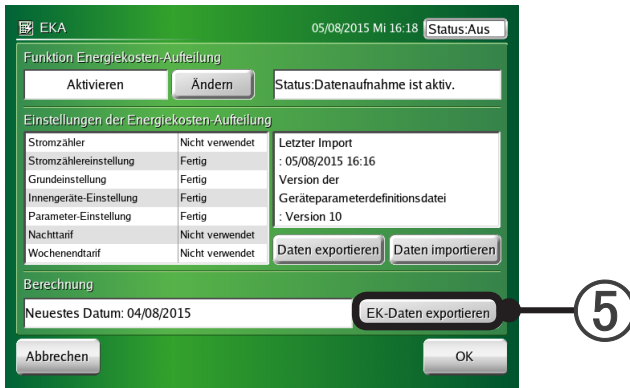 EKA 05/08/2015 Mi 16:18 Status:Aus
Funktion Energiekosten-Aufteilung
Aktivieren Ändern Status:Datenaufnahme ist aktiv.
Einstellungen der Energiekosten-Aufteilung
Stromzähler Nicht verwendet
Stromzählereinstellung Fertig
Grundeinstellung Fertig
Innengeräte-Einstellung Fertig
Parameter-Einstellung Fertig
Nachttarif Nicht verwendet
Wochenendtarif Nicht verwendet
Letzter Import
: 05/08/2015 16:16
Version der
Geräteparameterdefinitionsdatei
: Version 10
Daten exportieren Daten importieren
Berechnung
Neuestes Datum: 04/08/2015 EK-Daten exportieren
5
Abbrechen OK